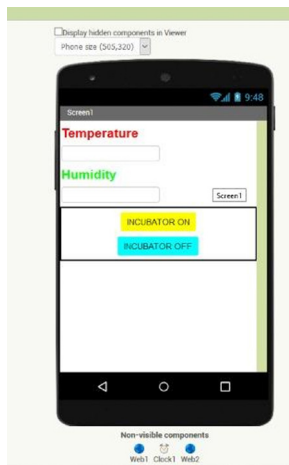 Display hidden components in Viewer
Phone size (505,320)
9:48
Screen1
Temperature
Humidity
Screen1
INCUBATOR ON
INCUBATOR OFF
Non-visible components
Web1 Clock1 Web2